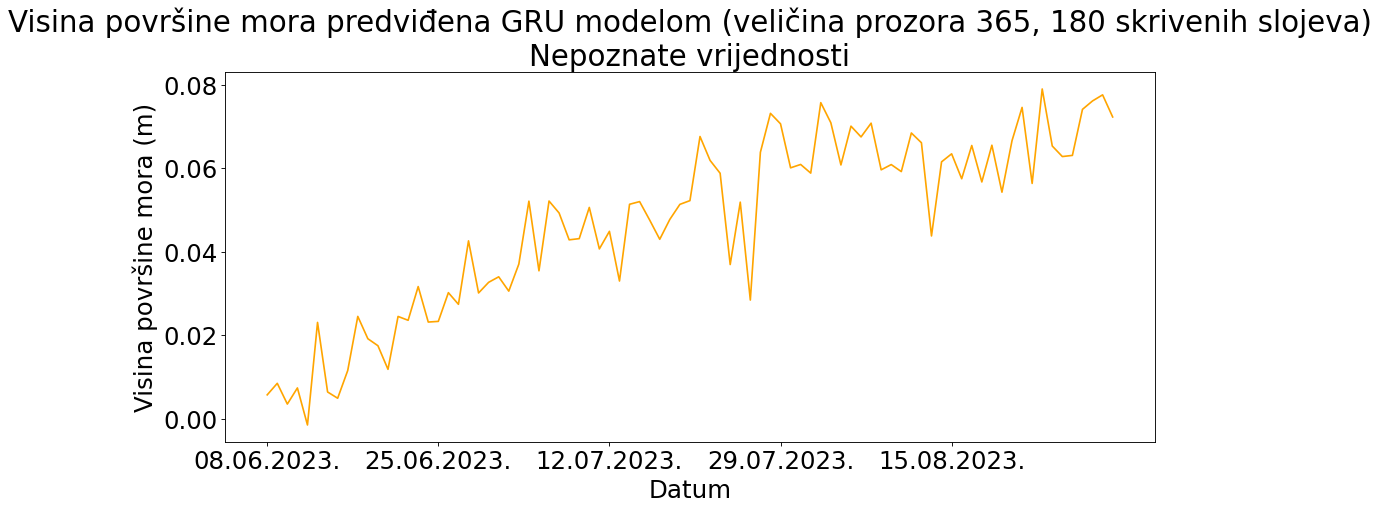 Visina površine mora predviđena GRU modelom (veličina prozora 365, 180 skrivenih slojeva)
Nepoznate vrijednosti
Visina površine mora (m)
0.08
0.06
0.04
0.02
0.00
08.06.2023. 25.06.2023. 12.07.2023. 29.07.2023. 15.08.2023.
Datum